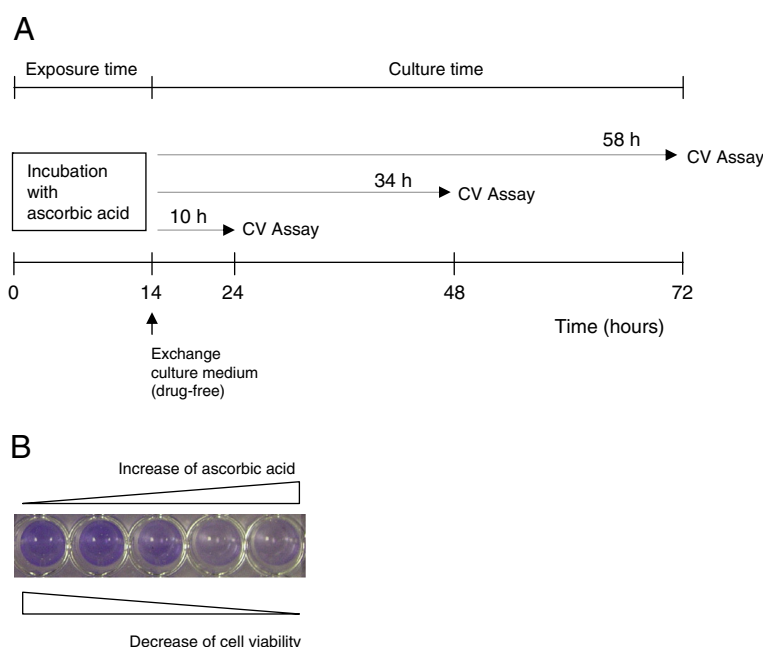 A
Exposure time
Culture time
58 h
CV Assay
Incubation
with
ascorbic acid
34 h
CV Assay
10 h
CV Assay
0 14 24 48 72
Time (hours)
Exchange
culture medium
(drug-free)
B
Increase of ascorbic acid
Decrease of cell viability